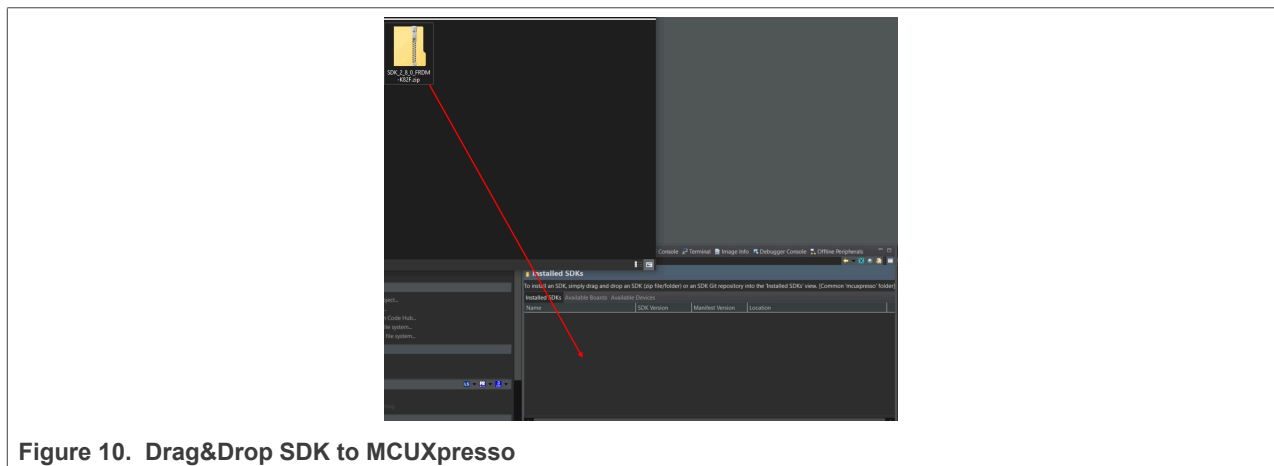 SDK_2_8_0_FRDM
-K82F.zip
Console Terminal Image Info Debugger Console Offline Peripherals
Installed SDKs
To install an SDK, simply drag and drop an SDK (zip file/folder) or an SDK Git repository into the 'Installed SDKs' view. [Common 'mcuxpresso' folder]
Installed SDKs Available Boards Available Devices
Name SDK Version Manifest Version Location
ject...
n Code Hub...
ile system...
file system...
Figure 10. Drag&Drop SDK to MCUXpresso